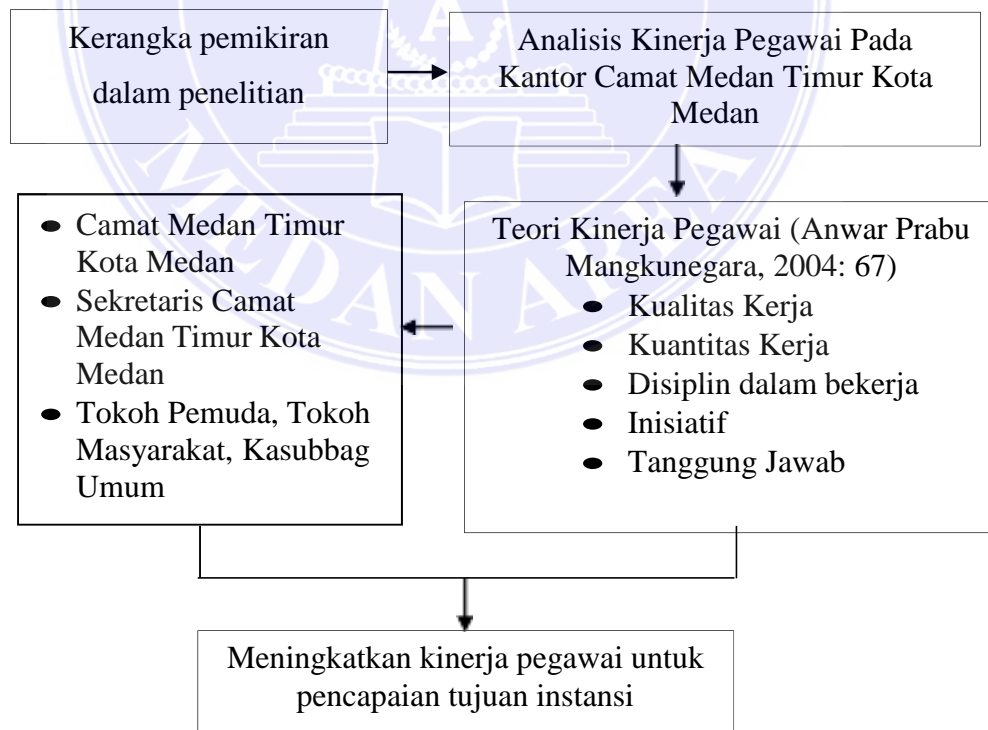 Kerangka pemikiran
dalam penelitian
Analisis Kinerja Pegawai Pada
Kantor Camat Medan Timur Kota
Medan
Teori Kinerja Pegawai (Anwar Prabu
Mangkunegara, 2004: 67)
● Kualitas Kerja
● Kuantitas Kerja
● Disiplin dalam bekerja
● Inisiatif
● Tanggung Jawab
● Camat Medan Timur
Kota Medan
● Sekretaris Camat
Medan Timur Kota
Medan
● Tokoh Pemuda, Tokoh
Masyarakat, Kasubbag
Umum
Meningkatkan kinerja pegawai untuk
pencapaian tujuan instansi
A
MEDAN AREA